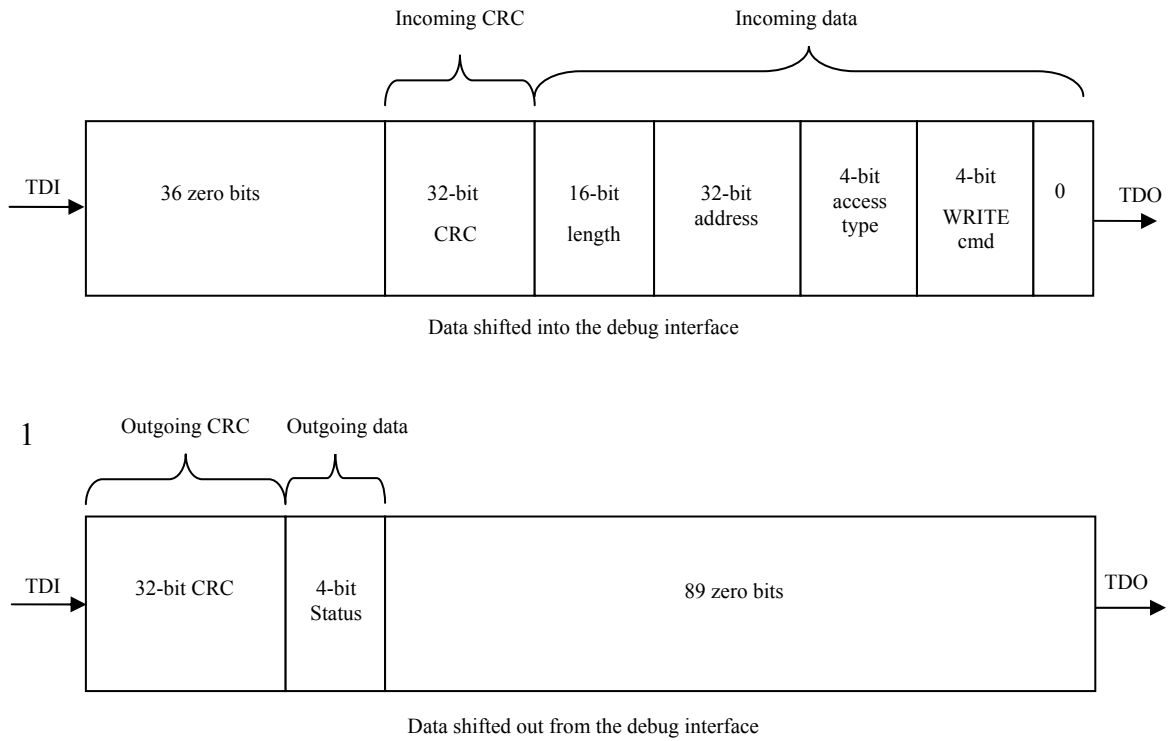 Incoming CRC
Incoming data
TDI
36 zero bits
32-bit
CRC
16-bit
length
32-bit
address
4-bit
access
type
4-bit
WRITE
cmd
0
TDO
Data shifted into the debug interface
1
Outgoing CRC
Outgoing data
TDI
32-bit CRC
4-bit
Status
89 zero bits
TDO
Data shifted out from the debug interface